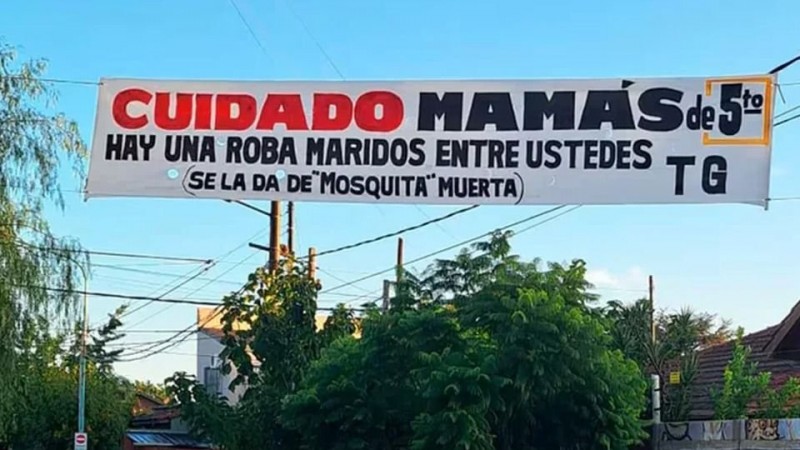 CUIDADO MAMÁS de 5to
HAY UNA ROBA MARIDOS ENTRE USTEDES
(SE LA DA DE "MOSQUITA" MUERTA)
TG